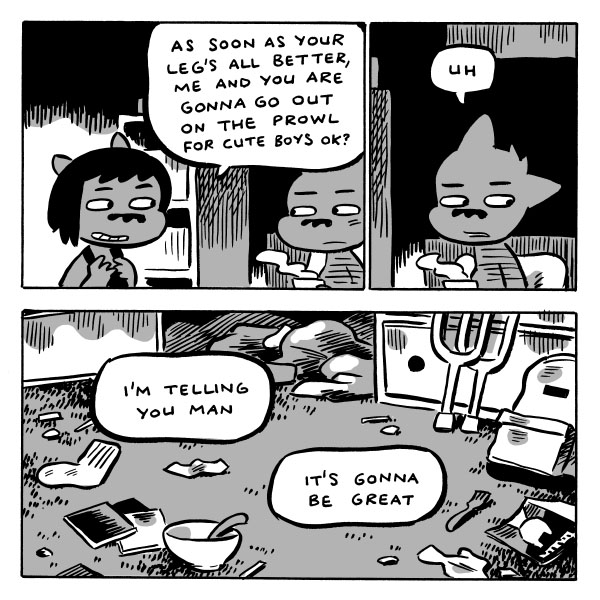 AS SOON AS YOUR
LEG'S ALL BETTER,
ME AND YOU ARE
GONNA GO OUT
ON THE PROWL
FOR CUTE BOYS OK?
UH
I'M TELLING
YOU MAN
IT'S GONNA
BE GREAT